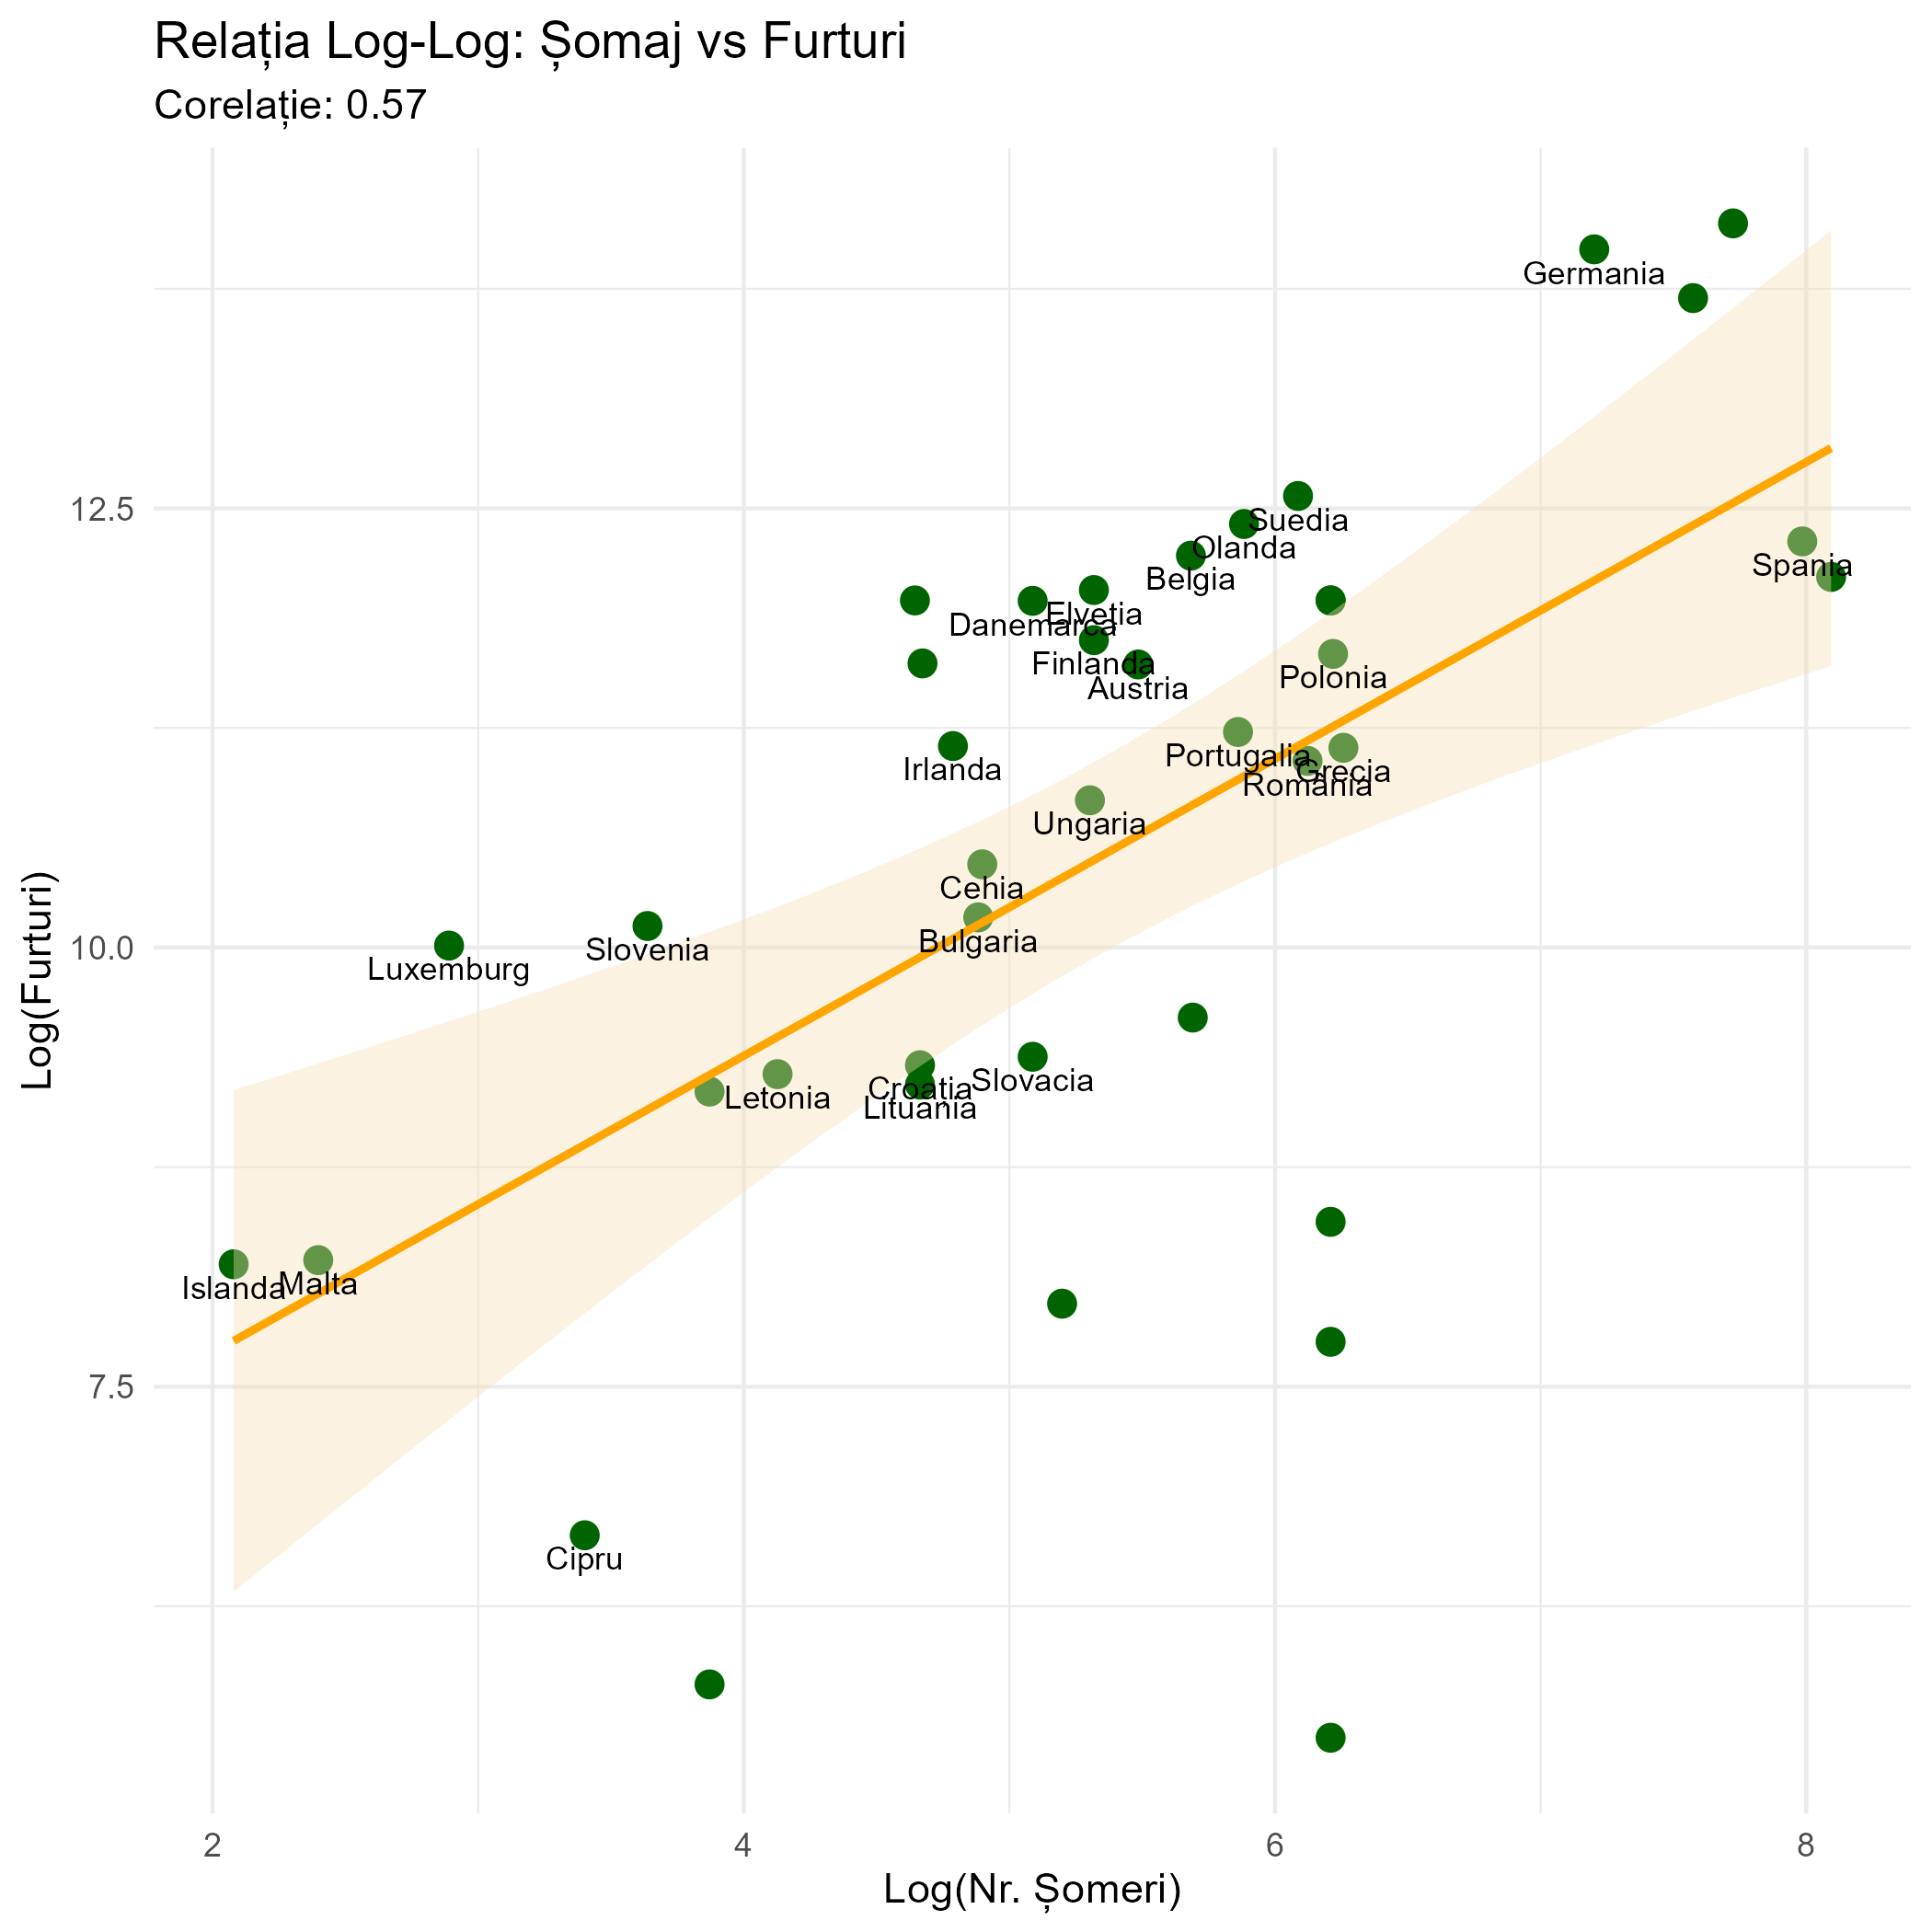 Relația Log-Log: Șomaj vs Furturi
Corelație: 0.57
Germania
12.5
Suedia
Olanda
Spania
Belgia
Elveția
Danemarca
Finlanda
Polonia
Austria
Portugalia
Irlanda
Grecia
România
Ungaria
Cehia
Bulgaria
10.0
Slovenia
Luxemburg
Slovacia
Croația
Letonia
Lituania
Malta
Islanda
7.5
Cipru
Log(Furturi)
2
4
6
8
Log(Nr. Șomeri)